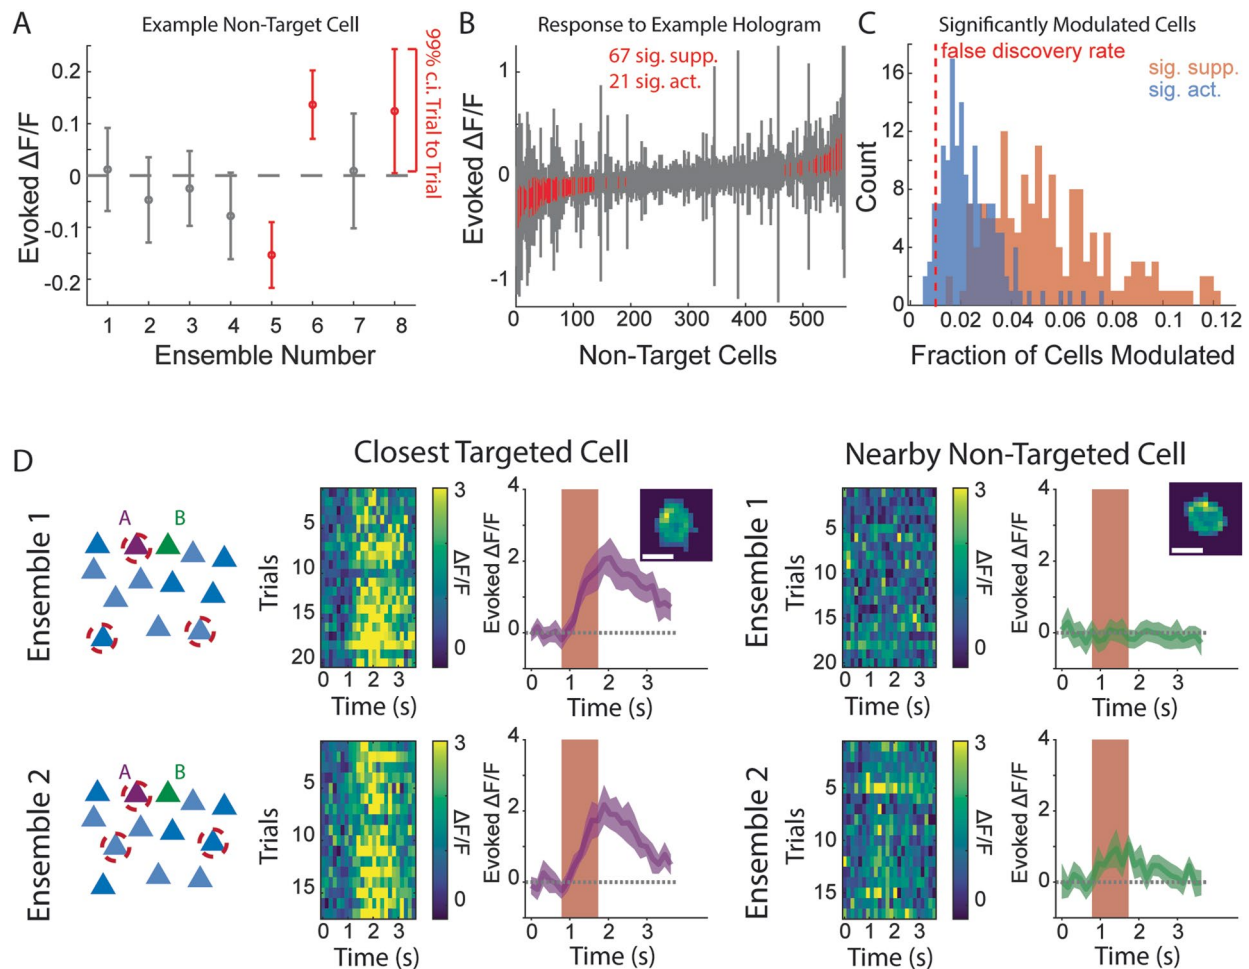 A
Example Non-Target Cell
Evoked ΔF/F
0.2
0.1
0
-0.1
-0.2
1 2 3 4 5 6 7 8
Ensemble Number
99% c.i. Trial to Trial
B
Response to Example Hologram
67 sig. supp.
21 sig. act.
Evoked ΔF/F
1
0
-1
0 100 200 300 400 500
Non-Target Cells
C
Significantly Modulated Cells
false discovery rate
sig. supp.
sig. act.
Count
16
12
8
4
0
0 0.02 0.04 0.06 0.08 0.1 0.12
Fraction of Cells Modulated
D
Closest Targeted Cell
Nearby Non-Targeted Cell
Ensemble 1
A B
Trials
5
10
15
20
0 1 2 3
Time (s)
3
0
ΔF/F
Evoked ΔF/F
4
2
0
0 1 2 3
Time (s)
Ensemble 1
Trials
5
10
15
20
0 1 2 3
Time (s)
3
0
ΔF/F
Evoked ΔF/F
4
2
0
0 1 2 3
Time (s)
Ensemble 2
A B
Trials
5
10
15
0 1 2 3
Time (s)
3
0
ΔF/F
Evoked ΔF/F
4
2
0
0 1 2 3
Time (s)
Ensemble 2
Trials
5
10
15
0 1 2 3
Time (s)
3
0
ΔF/F
Evoked ΔF/F
4
2
0
0 1 2 3
Time (s)